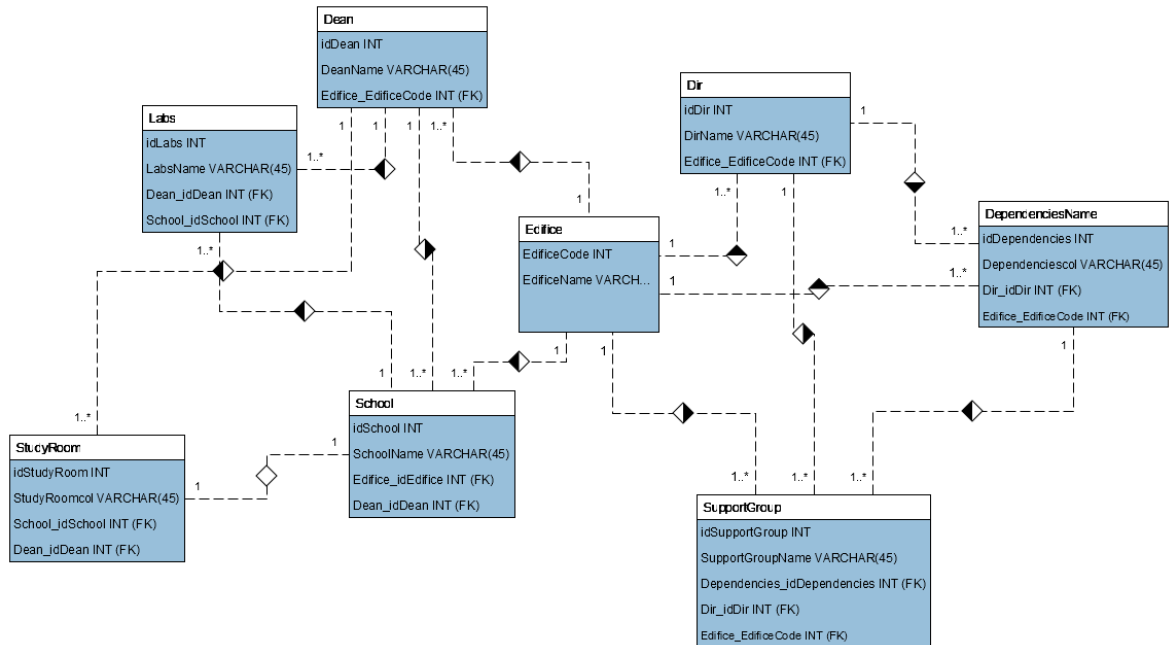 Dean
idDean INT
DeanName VARCHAR(45)
Edifice_EdificeCode INT (FK)
1
1
1
1..*
Labs
idLabs INT
LabsName VARCHAR(45)
Dean_idDean INT (FK)
School_idSchool INT (FK)
1..*
1..*
Dir
idDir INT
DirName VARCHAR(45)
Edifice_EdificeCode INT (FK)
1
1..*
1
Edifice
EdificeCode INT
EdificeName VARCH...
1
1
1
1
1
DependenciesName
idDependencies INT
Dependenciescol VARCHAR(45)
Dir_idDir INT (FK)
Edifice_EdificeCode INT (FK)
1..*
1..*
1
School
idSchool INT
SchoolName VARCHAR(45)
Edifice_idEdifice INT (FK)
Dean_idDean INT (FK)
1
1..*
1..*
1
StudyRoom
idStudyRoom INT
StudyRoomcol VARCHAR(45)
School_idSchool INT (FK)
Dean_idDean INT (FK)
1..*
1
SupportGroup
idSupportGroup INT
SupportGroupName VARCHAR(45)
Dependencies_idDependencies INT (FK)
Dir_idDir INT (FK)
Edifice_EdificeCode INT (FK)
1..*
1..*
1..*